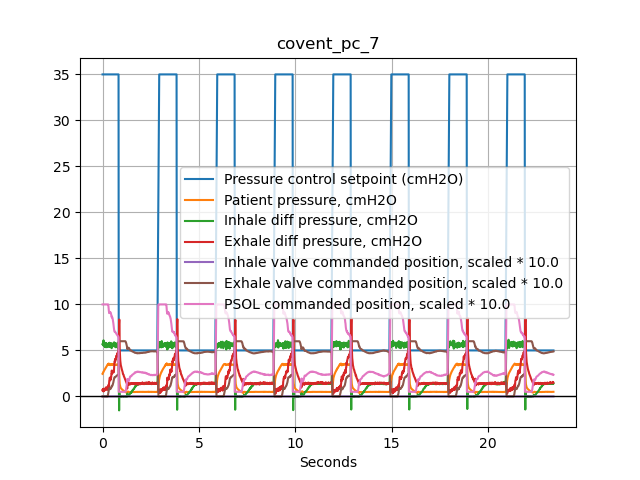 covent_pc_7
35
30
25
20
15
10
5
0
Pressure control setpoint (cmH2O)
Patient pressure, cmH2O
Inhale diff pressure, cmH2O
Exhale diff pressure, cmH2O
Inhale valve commanded position, scaled * 10.0
Exhale valve commanded position, scaled * 10.0
PSOL commanded position, scaled * 10.0
0 5 10 15 20
Seconds